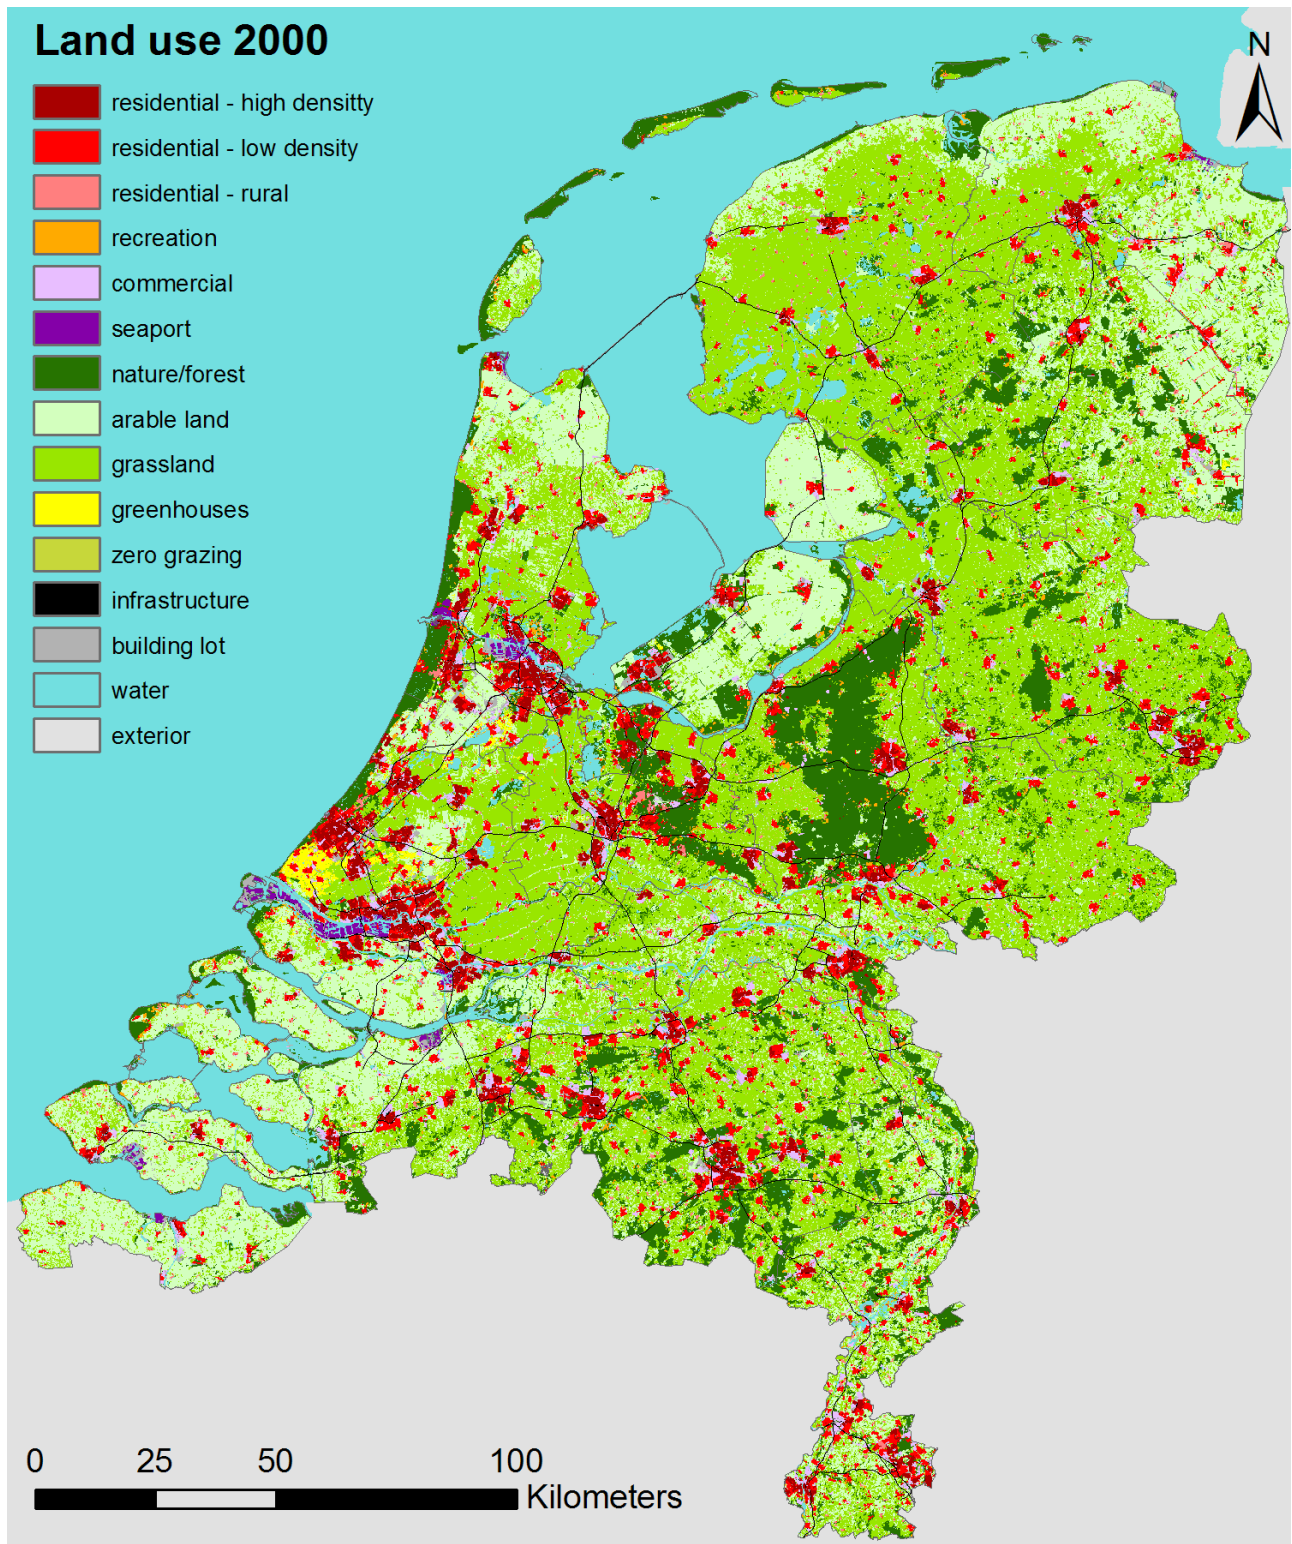 Land use 2000
N
residential - high densitty
residential - low density
residential - rural
recreation
commercial
seaport
nature/forest
arable land
grassland
greenhouses
zero grazing
infrastructure
building lot
water
exterior
0 25 50 100
Kilometers